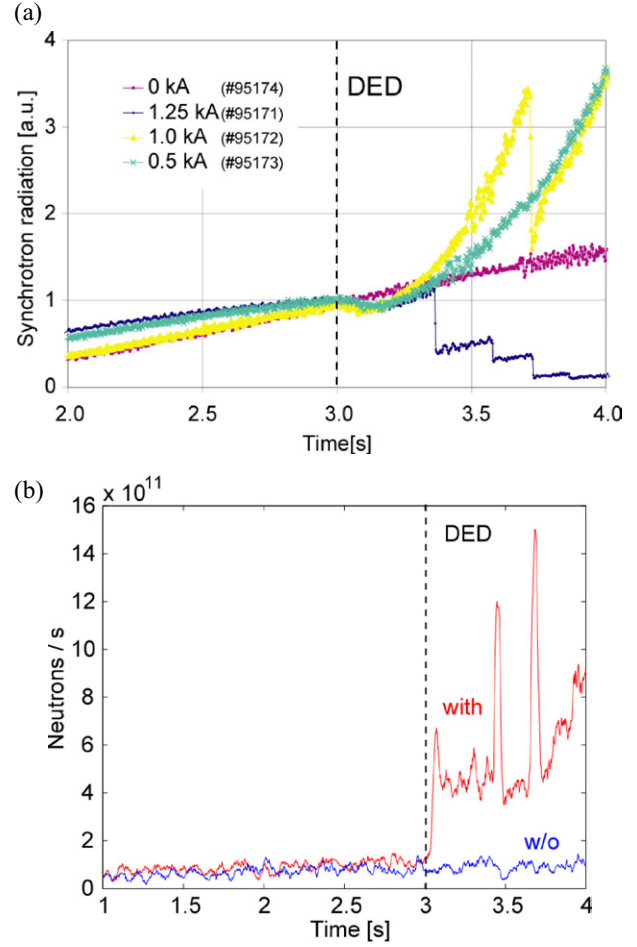 (a)
4
3
2
1
0
Synchrotron radiation [a.u.]
0 kA (#95174)
1.25 kA (#95171)
1.0 kA (#95172)
0.5 kA (#95173)
DED
2.0 2.5 3.0 3.5 4.0
Time[s]
(b)
x 10^11
16
14
12
10
8
6
4
2
0
Neutrons / s
DED
with
w/o
1 1.5 2 2.5 3 3.5 4
Time [s]